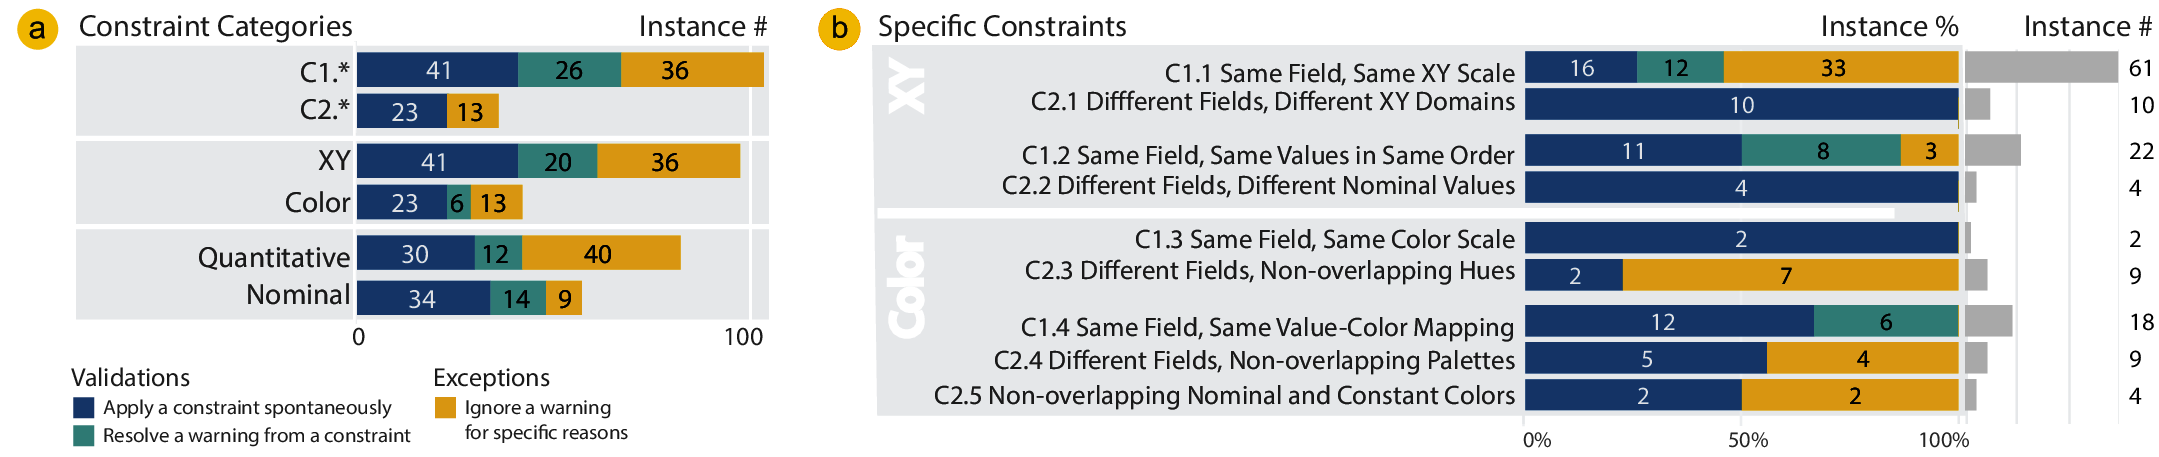 a Constraint Categories Instance #
C1.* 41 26 36
C2.* 23 13
XY 41 20 36
Color 23 6 13
Quantitative 30 12 40
Nominal 34 14 9
0 100
Validations Exceptions
Apply a constraint spontaneously Ignore a warning
Resolve a warning from a constraint for specific reasons
b Specific Constraints Instance % Instance #
XY
C1.1 Same Field, Same XY Scale 16 12 33 61
C2.1 Diffferent Fields, Different XY Domains 10 10
C1.2 Same Field, Same Values in Same Order 11 8 3 22
C2.2 Different Fields, Different Nominal Values 4 4
Color
C1.3 Same Field, Same Color Scale 2 2
C2.3 Different Fields, Non-overlapping Hues 2 7 9
C1.4 Same Field, Same Value-Color Mapping 12 6 18
C2.4 Different Fields, Non-overlapping Palettes 5 4 9
C2.5 Non-overlapping Nominal and Constant Colors 2 2 4
0% 50% 100%